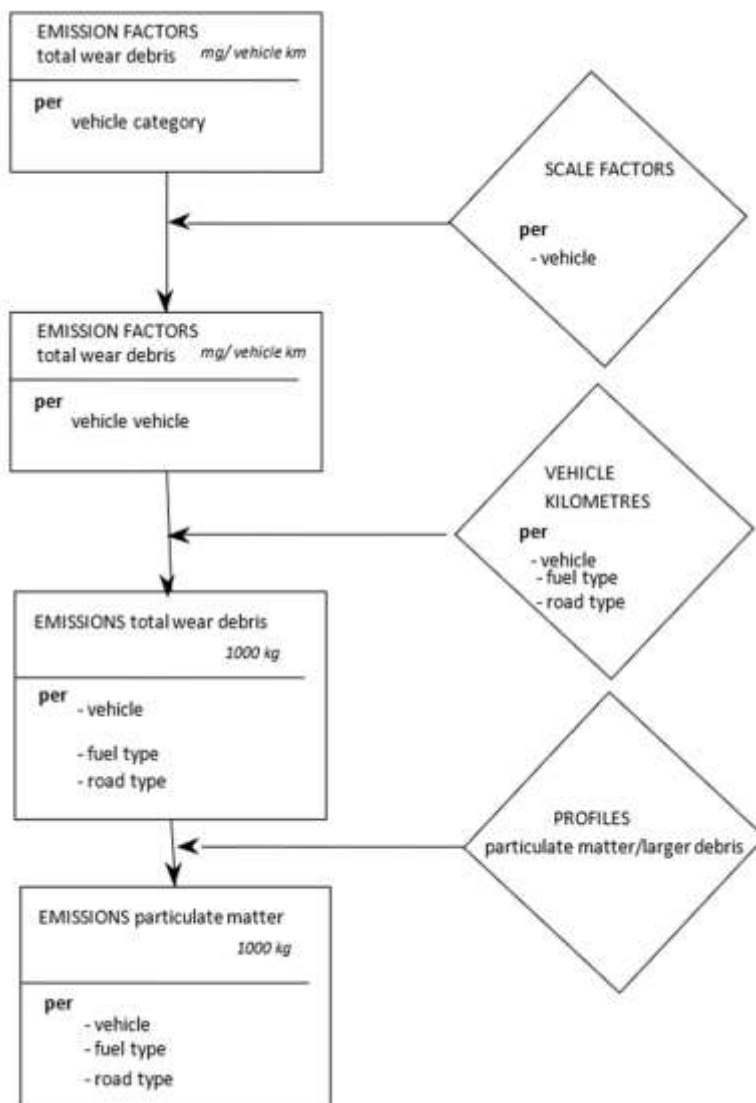 EMISSION FACTORS
total wear debris mg/ vehicle km
per
vehicle category
SCALE FACTORS
per
- vehicle
EMISSION FACTORS
total wear debris mg/ vehicle km
per
vehicle vehicle
VEHICLE
KILOMETRES
per
- vehicle
- fuel type
- road type
EMISSIONS total wear debris
1000 kg
per
- vehicle
- fuel type
- road type
PROFILES
particulate matter/larger debris
EMISSIONS particulate matter
1000 kg
per
- vehicle
- fuel type
- road type